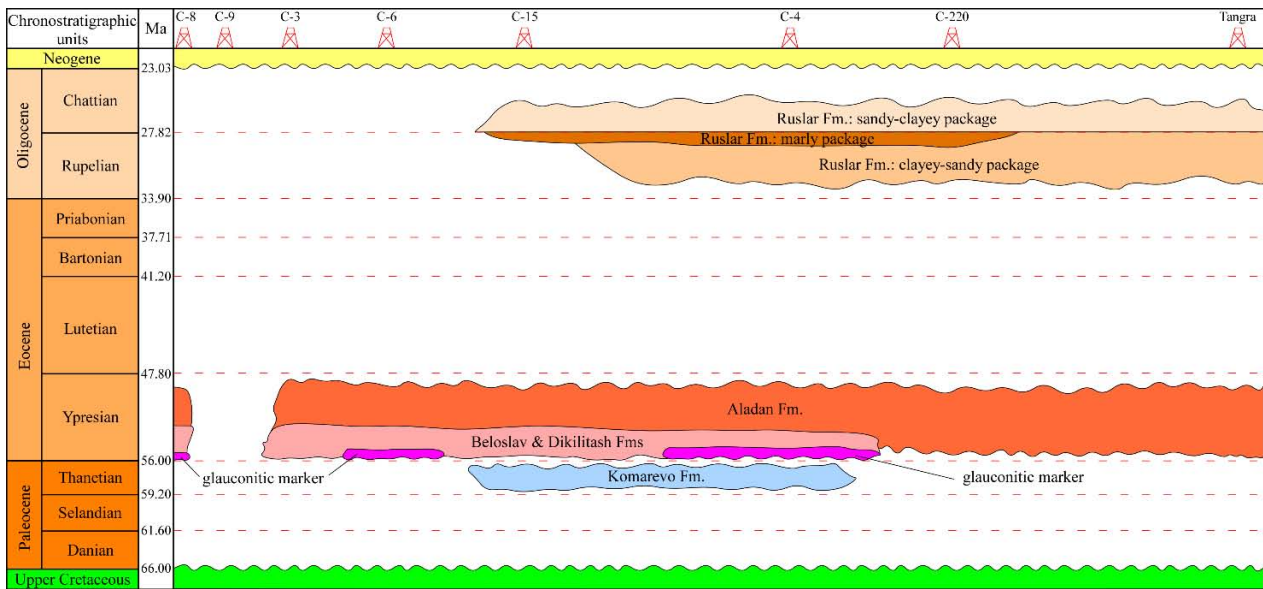 Chronostratigraphic
units
Ma
C-8
C-9
C-3
C-6
C-15
C-4
C-220
Tangra
Neogene
23.03
Oligocene
Chattian
Ruslar Fm.: sandy-clayey package
27.82
Ruslar Fm.: marly package
Rupelian
Ruslar Fm.: clayey-sandy package
33.90
Eocene
Priabonian
37.71
Bartonian
41.20
Lutetian
47.80
Ypresian
Aladan Fm.
Beloslav & Dikilitash Fms
56.00
Paleocene
Thanetian
glauconitic marker
Komarevo Fm.
glauconitic marker
59.20
Selandian
61.60
Danian
66.00
Upper Cretaceous